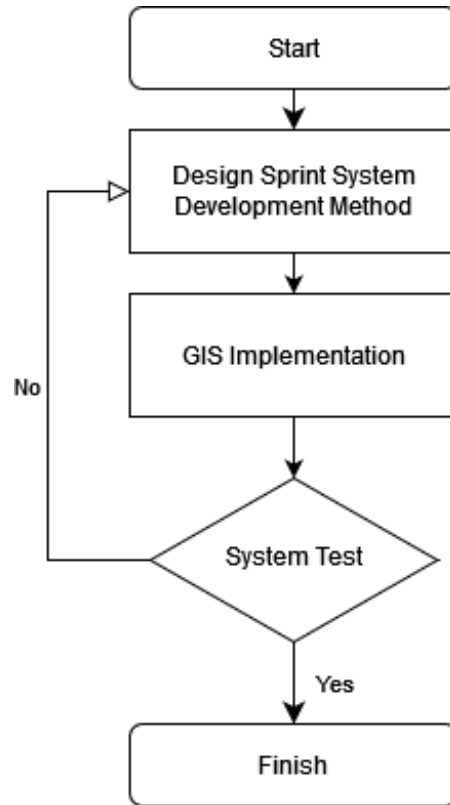 Start
Design Sprint System
Development Method
GIS Implementation
No
System Test
Yes
Finish